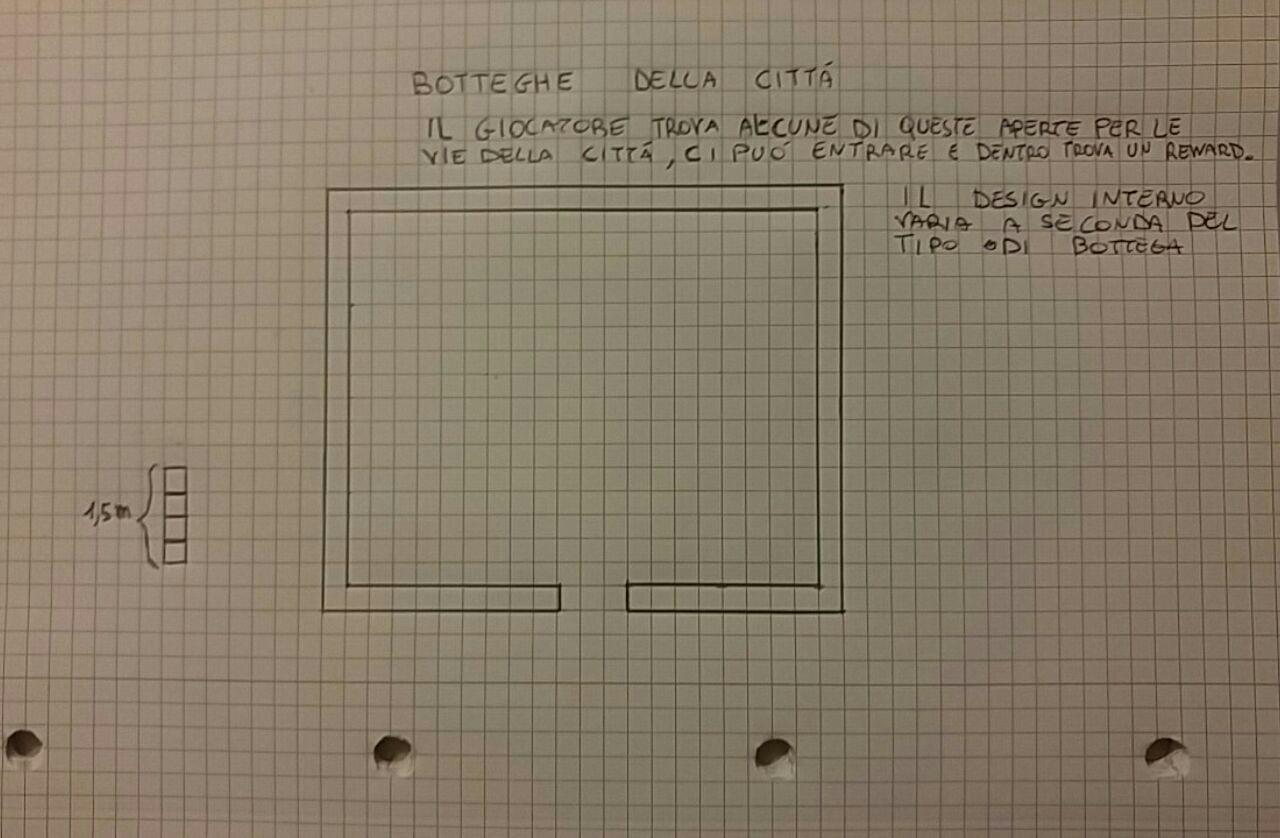 BOTTEGHE DELLA CITTÁ
IL GIOCATORE TROVA ALCUNE DI QUESTE APERTE PER LE
VIE DELLA CITTÁ, CI PUÓ ENTRARE E DENTRO TROVA UN REWARD.
IL DESIGN INTERNO
VARIA A SECONDA DEL
TIPO DI BOTTEGA
1,5m